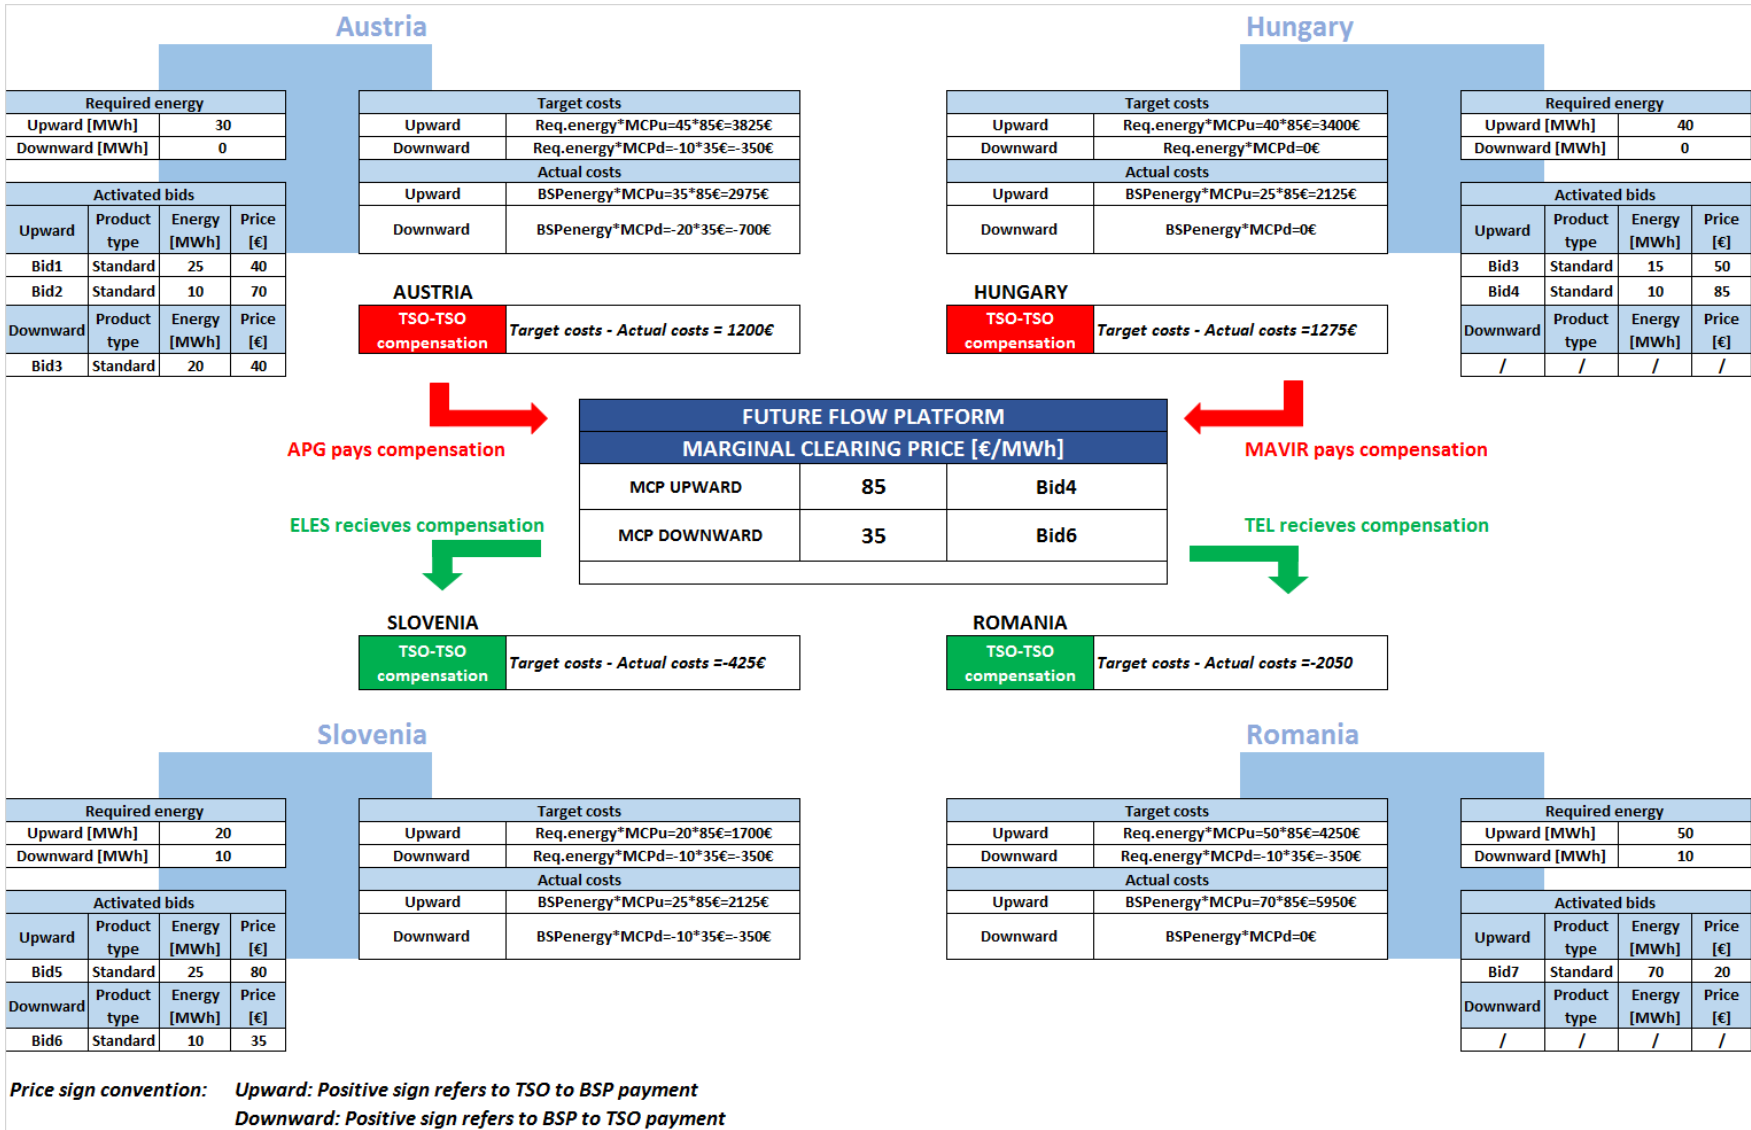 Austria
Hungary
Required energy
Upward [MWh] 30
Downward [MWh] 0
Target costs
Upward Req.energy*MCPu=45*85€=3825€
Downward Req.energy*MCPd=-10*35€=-350€
Actual costs
Upward BSPenergy*MCPu=35*85€=2975€
Downward BSPenergy*MCPd=-20*35€=-700€
Target costs
Upward Req.energy*MCPu=40*85€=3400€
Downward Req.energy*MCPd=0€
Actual costs
Upward BSPenergy*MCPu=25*85€=2125€
Downward BSPenergy*MCPd=0€
Required energy
Upward [MWh] 40
Downward [MWh] 0
Activated bids
Upward Product type Energy [MWh] Price [€]
Bid1 Standard 25 40
Bid2 Standard 10 70
Downward Product type Energy [MWh] Price [€]
Bid3 Standard 20 40
Activated bids
Upward Product type Energy [MWh] Price [€]
Bid3 Standard 15 50
Bid4 Standard 10 85
Downward Product type Energy [MWh] Price [€]
/ / / /
AUSTRIA
TSO-TSO compensation Target costs - Actual costs = 1200€
HUNGARY
TSO-TSO compensation Target costs - Actual costs =1275€
APG pays compensation
MAVIR pays compensation
FUTURE FLOW PLATFORM
MARGINAL CLEARING PRICE [€/MWh]
MCP UPWARD 85 Bid4
MCP DOWNWARD 35 Bid6
ELES recieves compensation
TEL recieves compensation
SLOVENIA
TSO-TSO compensation Target costs - Actual costs =-425€
ROMANIA
TSO-TSO compensation Target costs - Actual costs =-2050
Slovenia
Romania
Required energy
Upward [MWh] 20
Downward [MWh] 10
Target costs
Upward Req.energy*MCPu=20*85€=1700€
Downward Req.energy*MCPd=-10*35€=-350€
Actual costs
Upward BSPenergy*MCPu=25*85€=2125€
Downward BSPenergy*MCPd=-10*35€=-350€
Target costs
Upward Req.energy*MCPu=50*85€=4250€
Downward Req.energy*MCPd=-10*35€=-350€
Actual costs
Upward BSPenergy*MCPu=70*85€=5950€
Downward BSPenergy*MCPd=0€
Required energy
Upward [MWh] 50
Downward [MWh] 10
Activated bids
Upward Product type Energy [MWh] Price [€]
Bid5 Standard 25 80
Downward Product type Energy [MWh] Price [€]
Bid6 Standard 10 35
Activated bids
Upward Product type Energy [MWh] Price [€]
Bid7 Standard 70 20
Downward Product type Energy [MWh] Price [€]
/ / / /
Price sign convention: Upward: Positive sign refers to TSO to BSP payment
Downward: Positive sign refers to BSP to TSO payment